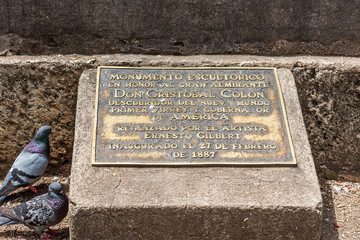 MONUMENTO ESCULTORICO
EN HONOR AL GRAN ALMIRANTE
DON CRISTOBAL COLON
DESCUBRIDOR DEL NUEVO MUNDO
PRIMER VIRREY Y GOBERNADOR
DE AMERICA
REALIZADO POR EL ARTISTA
ERNESTO GILBERT
INAUGURADO EL 27 DE FEBRERO
DE 1887